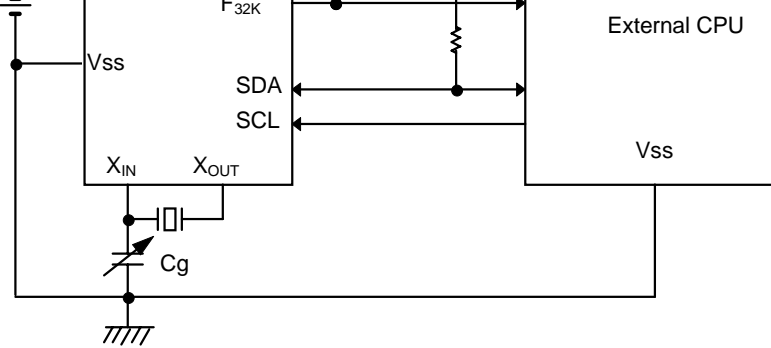 F32K
External CPU
Vss
SDA
SCL
Vss
XIN
XOUT
Cg